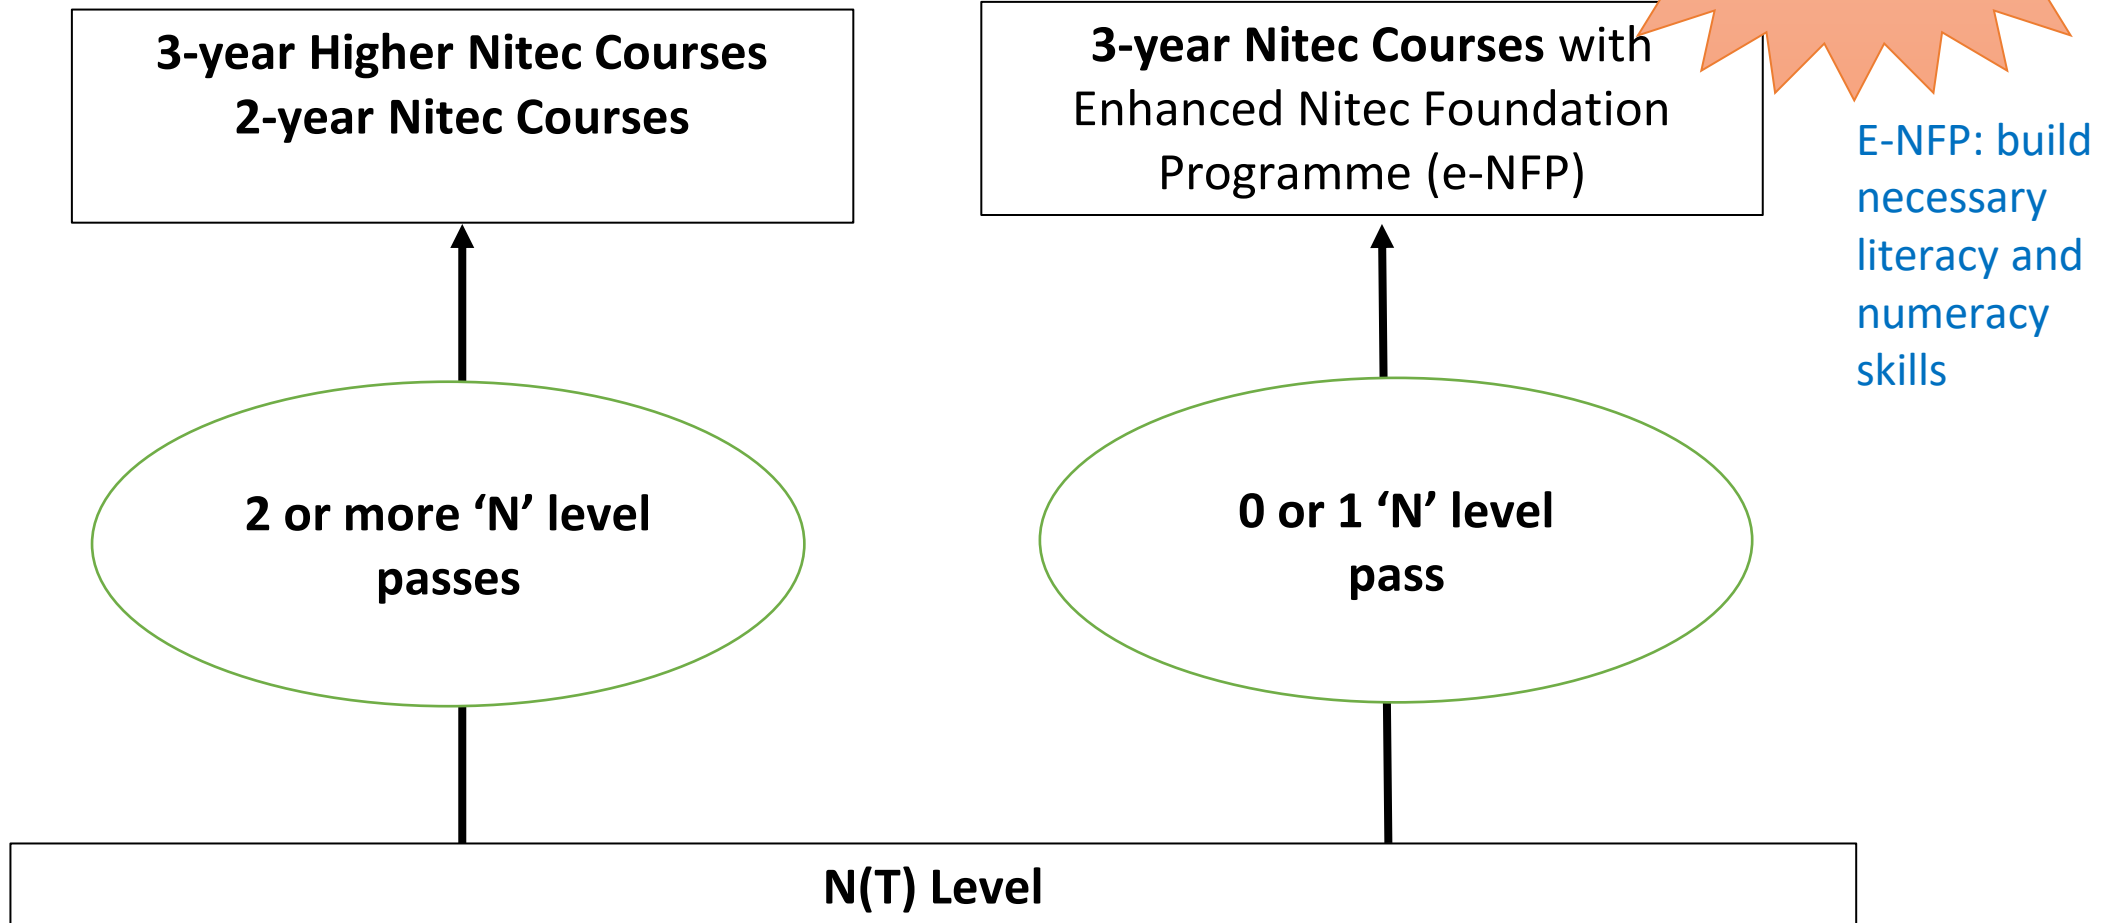 3-year Higher Nitec Courses
2-year Nitec Courses
3-year Nitec Courses with
Enhanced Nitec Foundation
Programme (e-NFP)
E-NFP: build
necessary
literacy and
numeracy
skills
2 or more ‘N’ level
passes
0 or 1 ‘N’ level
pass
N(T) Level